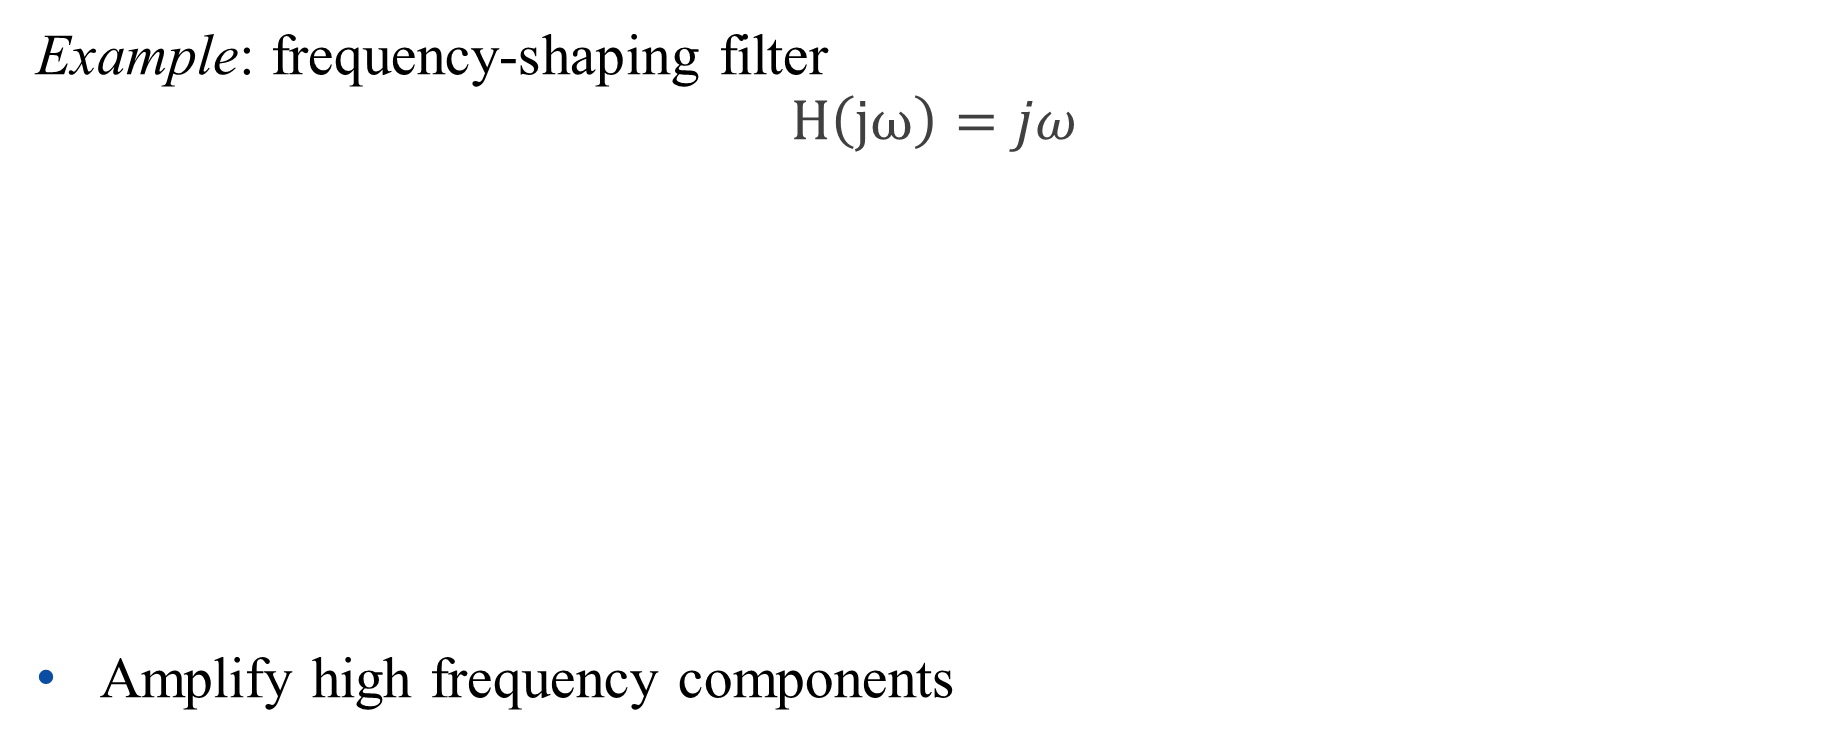 Example: frequency-shaping filter
H(jω) = jω
• Amplify high frequency components